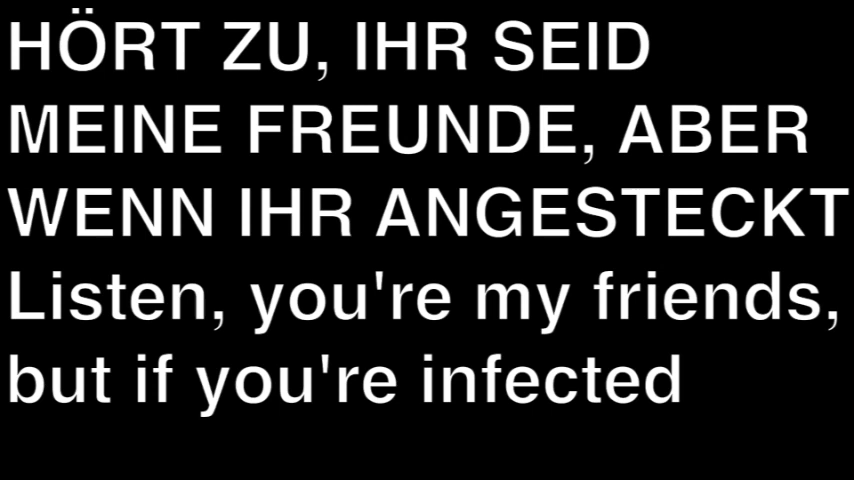 HÖRT ZU, IHR SEID
MEINE FREUNDE, ABER
WENN IHR ANGESTECKT
Listen, you're my friends,
but if you're infected